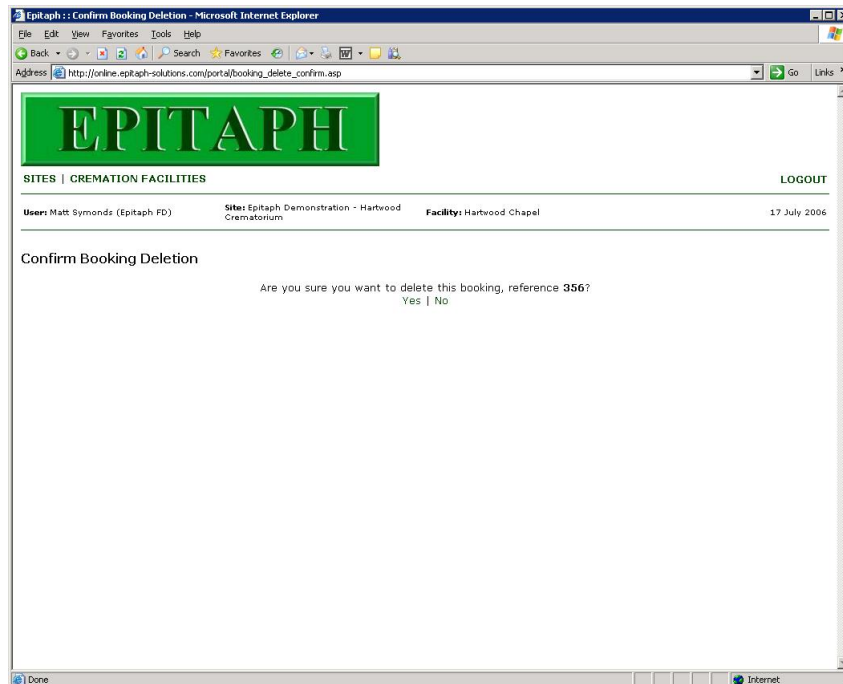 Epitaph : : Confirm Booking Deletion - Microsoft Internet Explorer
File Edit View Favorites Tools Help
Back Search Favorites
Address http://online.epitaph-solutions.com/portal/booking_delete_confirm.asp Go Links
EPITAPH
SITES | CREMATION FACILITIES LOGOUT
User: Matt Symonds (Epitaph FD) Site: Epitaph Demonstration - Hartwood Facility: Hartwood Chapel 17 July 2006
Crematorium
Confirm Booking Deletion
Are you sure you want to delete this booking, reference 356?
Yes | No
Done Internet